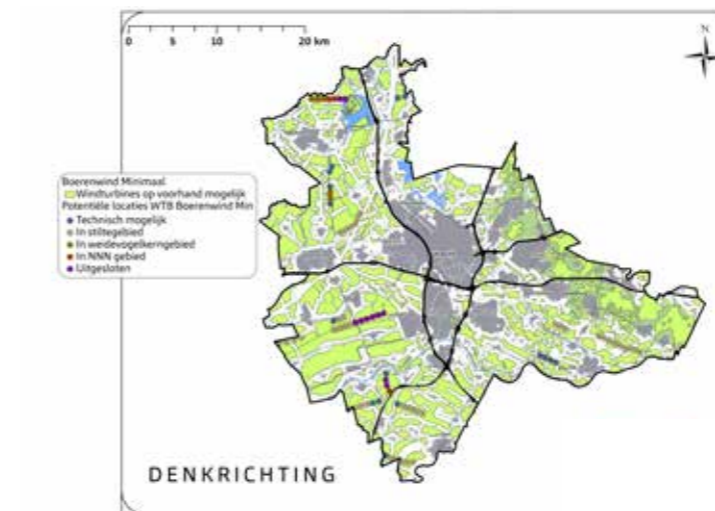 0 5 10 20 km
N
Boerenwind Minimaal
Windturbines op voorhand mogelijk
Potentiële locaties WTB Boerenwind Min
Technisch mogelijk
In stiltegebied
In weidevogelkerngebied
In NNN gebied
Uitgesloten
DENKRICHTING